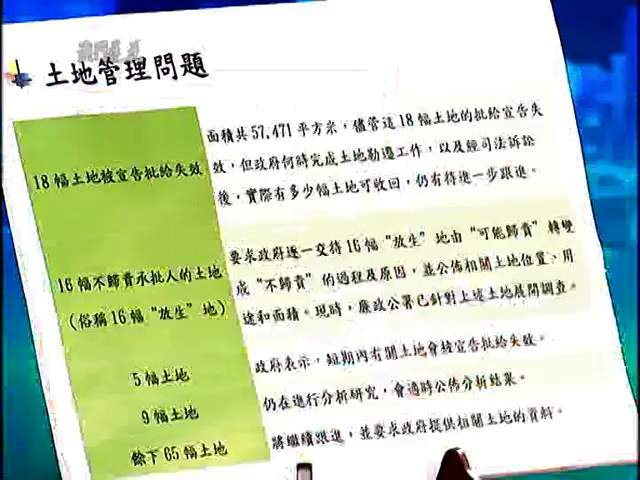 土地管理問題
18幅土地被宣告批給失效
面積共57,471平方米，儘管這18幅土地的批給宣告失
效，但政府何時完成土地勒遷工作，以及經司法訴訟
後，實際有多少幅土地可收回，仍有待進一步跟進。
16幅不歸責承批人的土地
（俗稱16幅“放生”地）
要求政府逐一交待16幅“放生”地由“可能歸責”轉變
成“不歸責”的過程及原因，並公佈相關土地位置、用
途和面積。現時，廉政公署已針對上述土地展開調查。
5幅土地
政府表示，短期內有關土地會被宣告批給失效。
9幅土地
仍在進行分析研究，會適時公佈分析結果。
餘下65幅土地
將繼續跟進，並要求政府提供相關土地的資料。